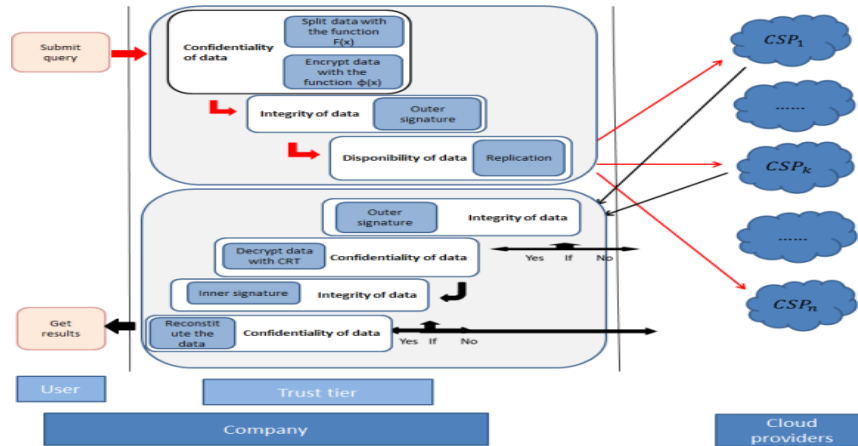 Submit
query
Confidentiality
of data
Split data with
the function
F(x)
Encrypt data
with the
function ϕ(x)
Integrity of data
Outer
signature
Disponibility of data
Replication
CSP₁
......
CSPₖ
......
CSPₙ
Outer
signature
Integrity of data
Decrypt data
with CRT
Confidentiality of data
Yes If No
Inner signature
Integrity of data
Get
results
Reconstit
ute the
data
Confidentiality of data
Yes If No
User
Trust tier
Company
Cloud
providers